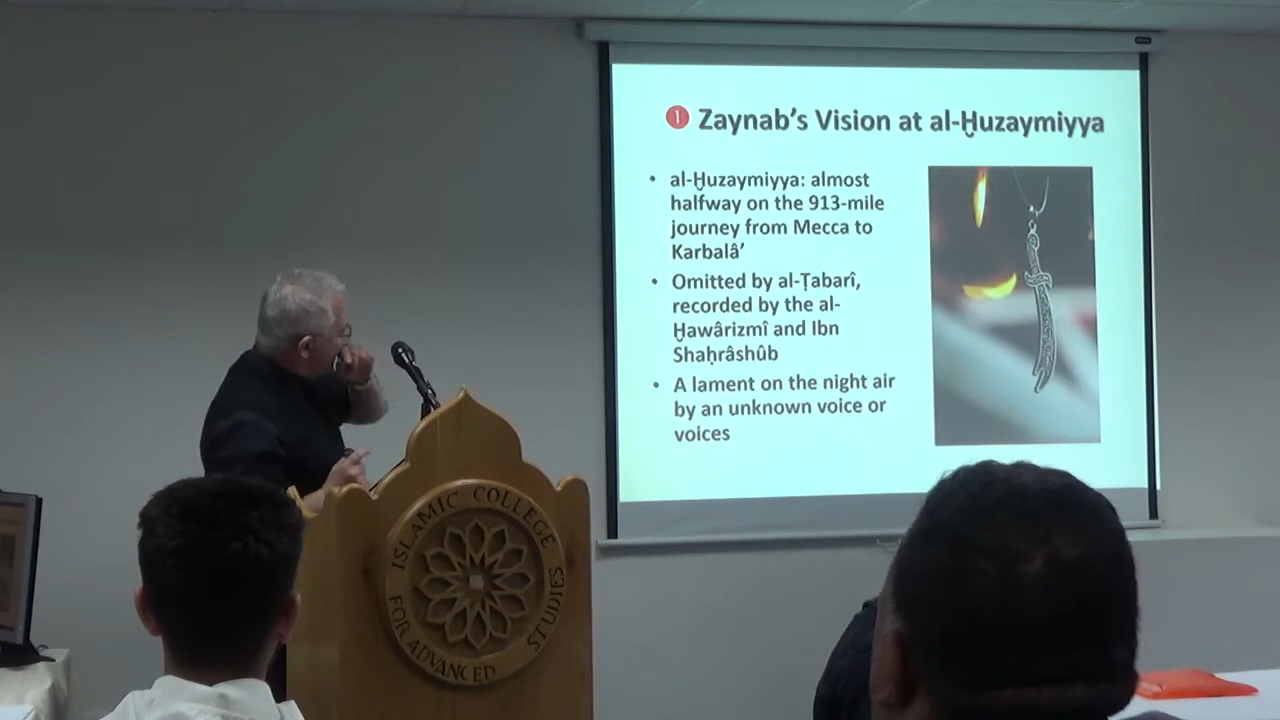 1 Zaynab's Vision at al-Ḫuzaymiyya
• al-Ḫuzaymiyya: almost
halfway on the 913-mile
journey from Mecca to
Karbalâ'
• Omitted by al-Ṭabarî,
recorded by the al-
Ḫawârizmî and Ibn
Shaḥrâshûb
• A lament on the night air
by an unknown voice or
voices
ISLAMIC COLLEGE
FOR ADVANCED
STUDIES